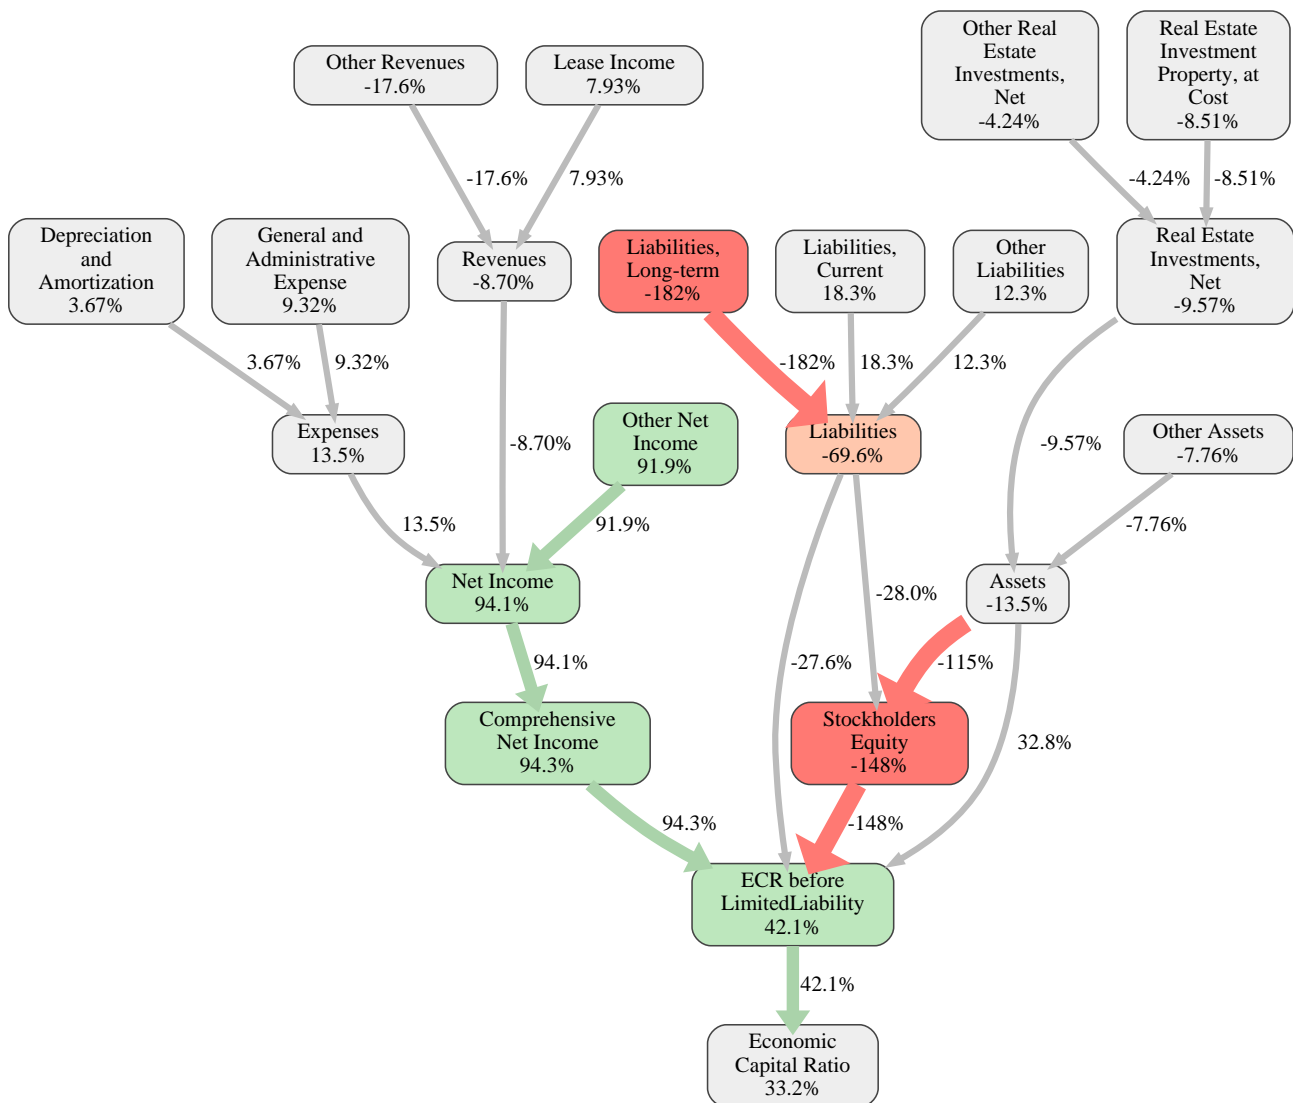 Other Real
Estate
Investments,
Net
-4.24%
Real Estate
Investment
Property, at
Cost
-8.51%
Other Revenues
-17.6%
Lease Income
7.93%
-17.6%
7.93%
-4.24%
-8.51%
Depreciation
and
Amortization
3.67%
General and
Administrative
Expense
9.32%
Revenues
-8.70%
Liabilities,
Long-term
-182%
Liabilities,
Current
18.3%
Other
Liabilities
12.3%
Real Estate
Investments,
Net
-9.57%
3.67%
9.32%
-182%
18.3%
12.3%
Expenses
13.5%
-8.70%
Other Net
Income
91.9%
Liabilities
-69.6%
-9.57%
Other Assets
-7.76%
13.5%
91.9%
-7.76%
Net Income
94.1%
-28.0%
Assets
-13.5%
94.1%
-27.6%
-115%
Comprehensive
Net Income
94.3%
Stockholders
Equity
-148%
32.8%
94.3%
-148%
ECR before
LimitedLiability
42.1%
42.1%
Economic
Capital Ratio
33.2%